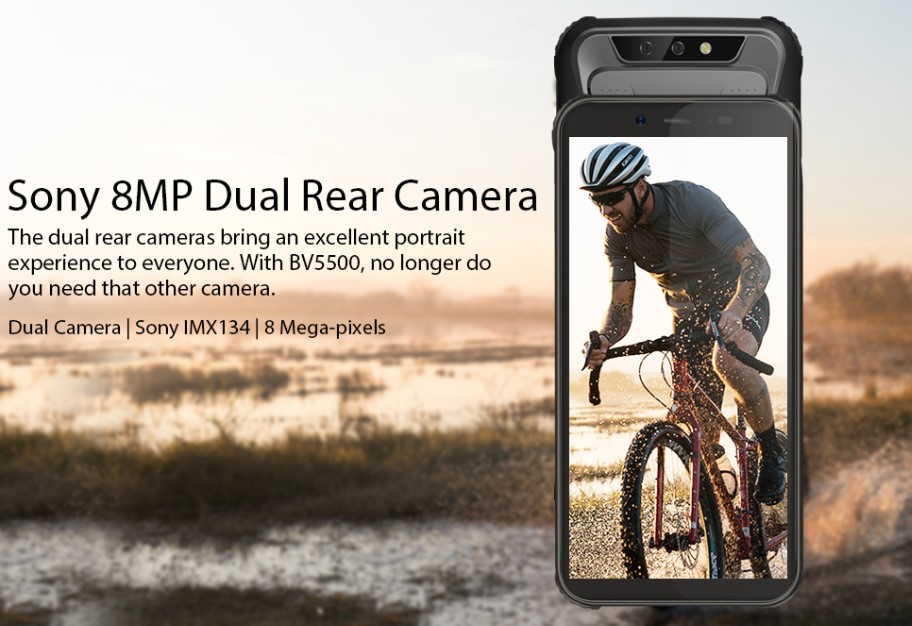 Sony 8MP Dual Rear Camera
The dual rear cameras bring an excellent portrait
experience to everyone. With BV5500, no longer do
you need that other camera.
Dual Camera | Sony IMX134 | 8 Mega-pixels